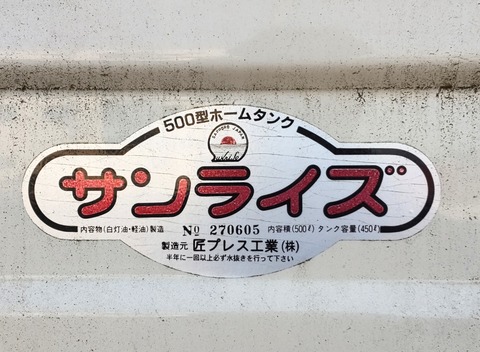 500型ホームタンク
SAPPORO JAPAN
サンライズ
内容物(白灯油・軽油)製造 No 270605 内容積(500ℓ) タンク容量(450ℓ)
製造元 匠プレス工業(株)
半年に一回以上必ず水抜きを行って下さい